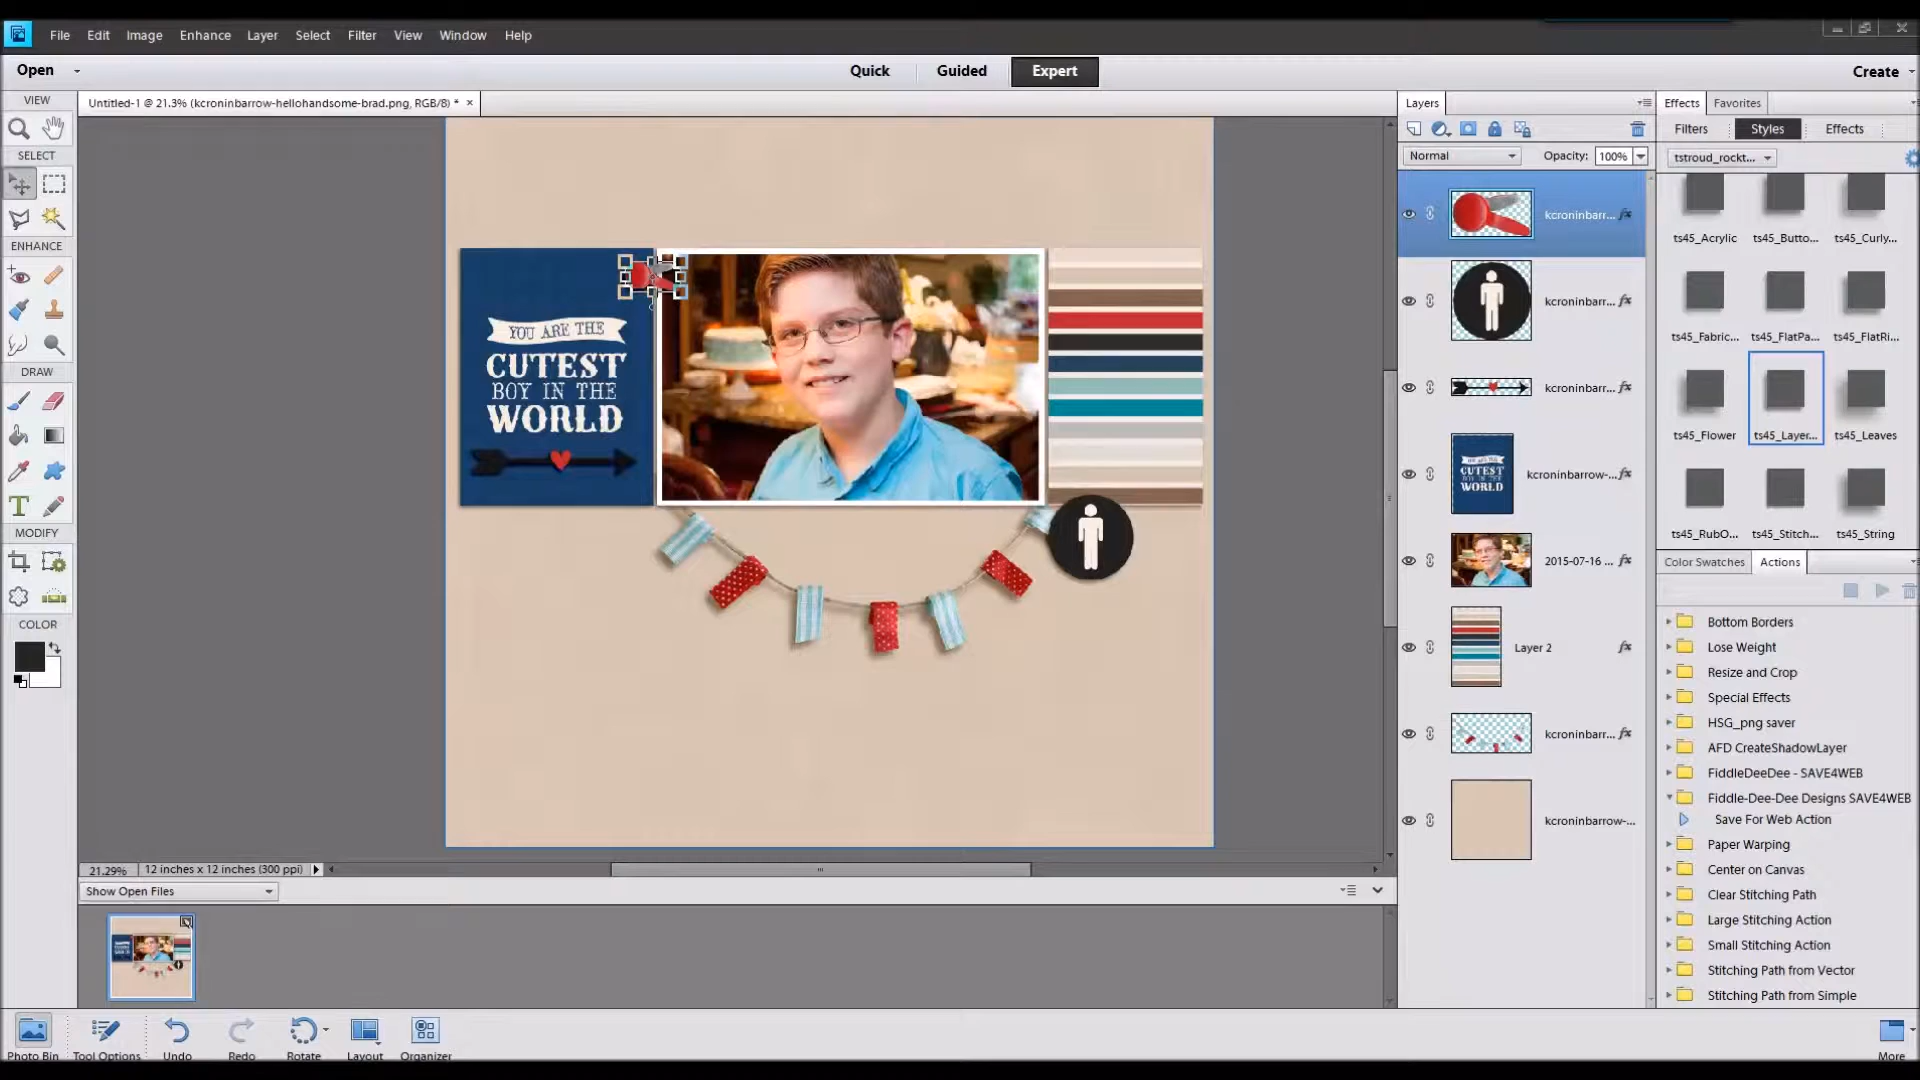 File Edit Image Enhance Layer Select Filter View Window Help
Open Quick Guided Expert Create
VIEW
SELECT
ENHANCE
DRAW
MODIFY
COLOR
Untitled-1 @ 21.3% (kcroninbarrow-hellohandsome-brad.png, RGB/8) * ×
YOU ARE THE
CUTEST
BOY IN THE
WORLD
21.29% 12 inches x 12 inches (300 ppi)
Show Open Files
Photo Bin Tool Options Undo Redo Rotate Layout Organizer More
Layers
Normal Opacity: 100%
kcroninbarr... fx
kcroninbarr... fx
kcroninbarr... fx
kcroninbarrow-... fx
2015-07-16 ... fx
Layer 2 fx
kcroninbarr... fx
kcroninbarrow-...
Effects Favorites
Filters Styles Effects
tstroud_rockt...
ts45_Acrylic ts45_Butto... ts45_Curly...
ts45_Fabric... ts45_FlatPa... ts45_FlatRi...
ts45_Flower ts45_Layer... ts45_Leaves
ts45_RubO... ts45_Stitch... ts45_String
Color Swatches Actions
Bottom Borders
Lose Weight
Resize and Crop
Special Effects
HSG_png saver
AFD CreateShadowLayer
FiddleDeeDee - SAVE4WEB
Fiddle-Dee-Dee Designs SAVE4WEB
Save For Web Action
Paper Warping
Center on Canvas
Clear Stitching Path
Large Stitching Action
Small Stitching Action
Stitching Path from Vector
Stitching Path from Simple